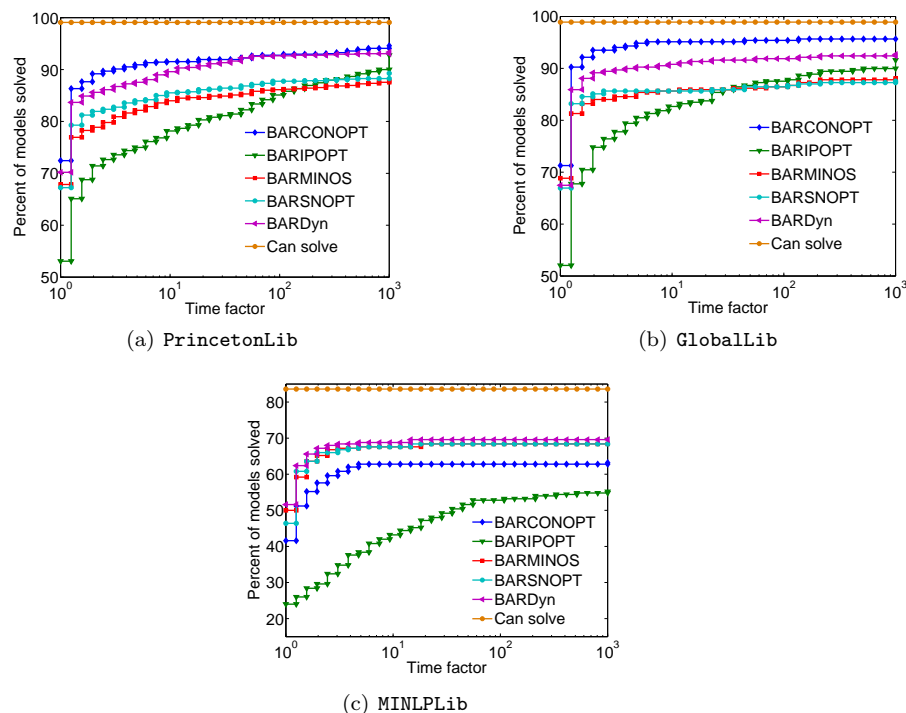 100
90
80
70
60
50
Percent of models solved
BARCONOPT
BARIPOPT
BARMINOS
BARSNOPT
BARDyn
Can solve
10^0 10^1 10^2 10^3
Time factor
(a) PrincetonLib
100
90
80
70
60
50
Percent of models solved
BARCONOPT
BARIPOPT
BARMINOS
BARSNOPT
BARDyn
Can solve
10^0 10^1 10^2 10^3
Time factor
(b) GlobalLib
80
70
60
50
40
30
20
Percent of models solved
BARCONOPT
BARIPOPT
BARMINOS
BARSNOPT
BARDyn
Can solve
10^0 10^1 10^2 10^3
Time factor
(c) MINLPLib